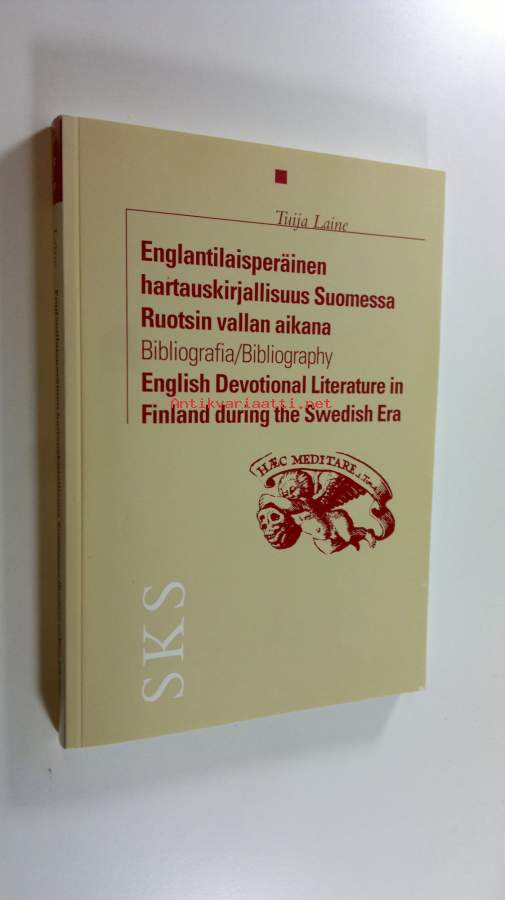 Tuija Laine
Englantilaisperäinen
hartauskirjallisuus Suomessa
Ruotsin vallan aikana
Bibliografia/Bibliography
English Devotional Literature in
Antikvariaatti.net
Finland during the Swedish Era
HÆC MEDITARE
SKS